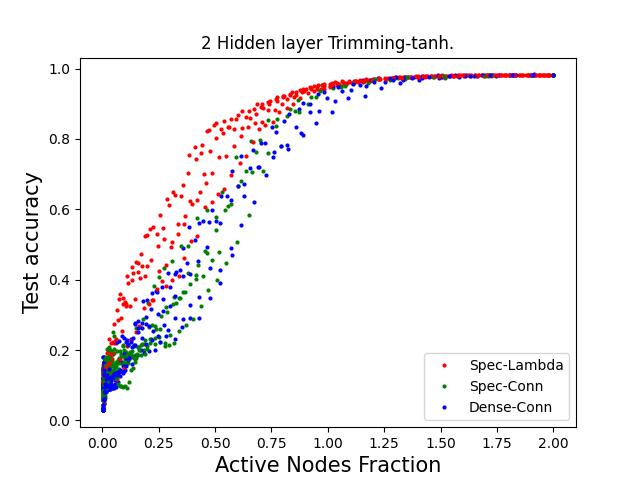 2 Hidden layer Trimming-tanh.
Test accuracy
1.0
0.8
0.6
0.4
0.2
0.0
Spec-Lambda
Spec-Conn
Dense-Conn
0.00 0.25 0.50 0.75 1.00 1.25 1.50 1.75 2.00
Active Nodes Fraction